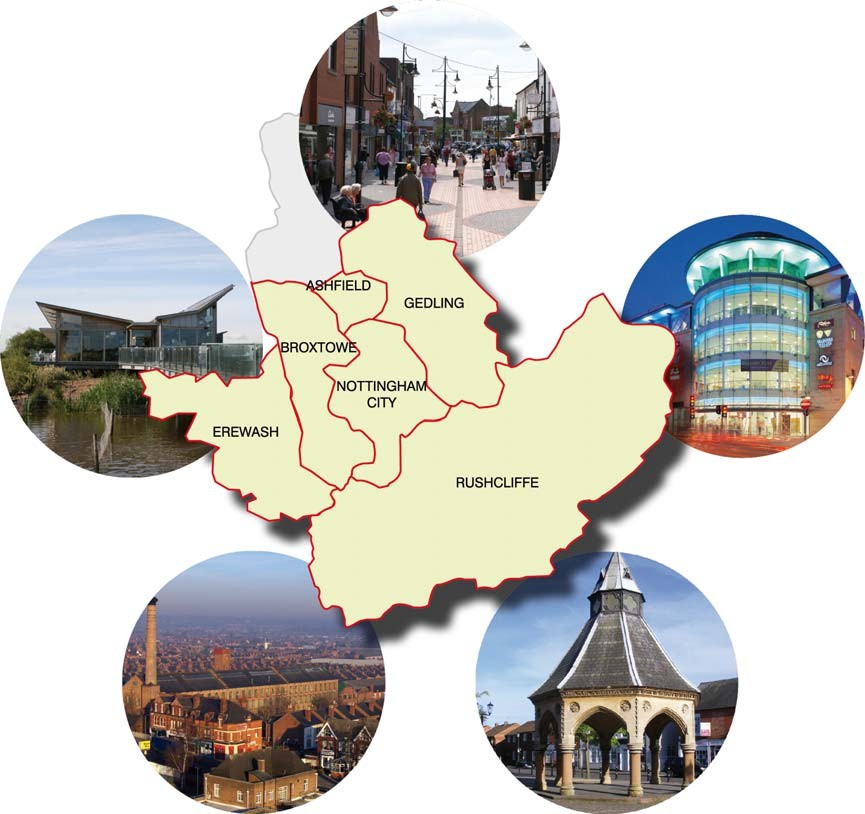 ASHFIELD
GEDLING
BROXTOWE
NOTTINGHAM
CITY
EREWASH
RUSHCLIFFE